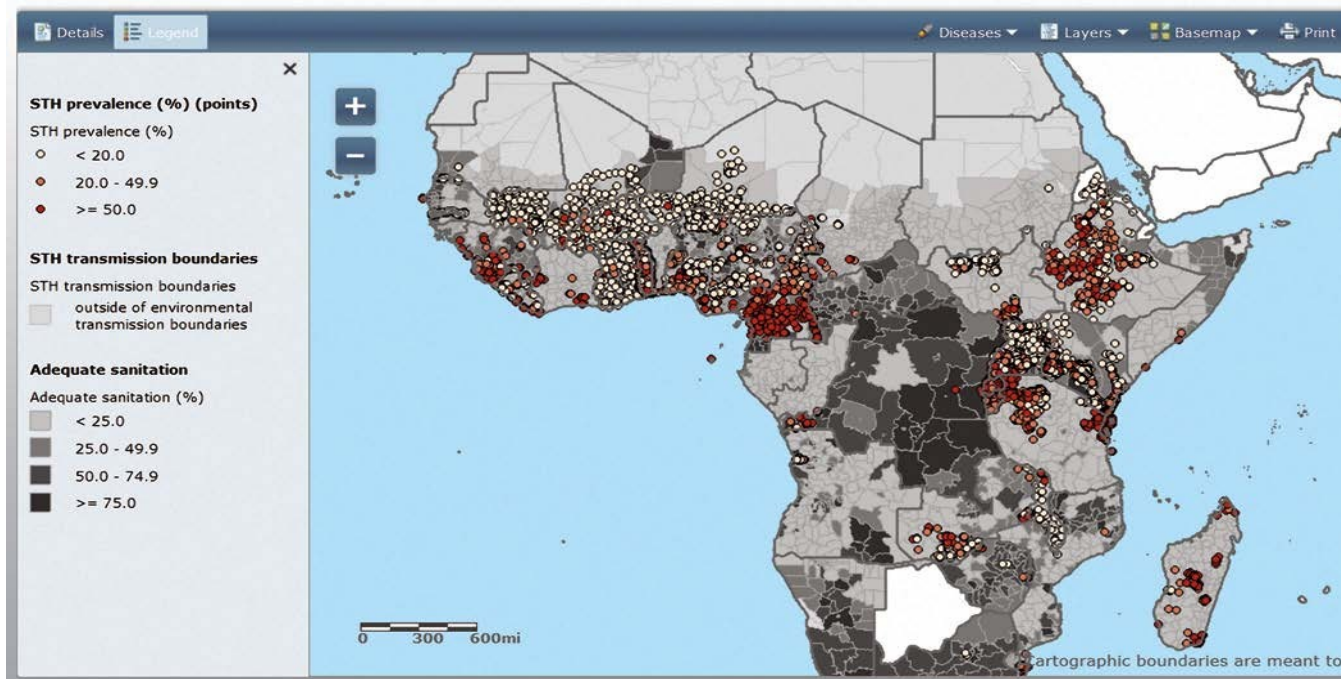 Details
Legend
Diseases
Layers
Basemap
Print
STH prevalence (%) (points)
STH prevalence (%)
< 20.0
20.0 - 49.9
>= 50.0
STH transmission boundaries
STH transmission boundaries
outside of environmental
transmission boundaries
Adequate sanitation
Adequate sanitation (%)
< 25.0
25.0 - 49.9
50.0 - 74.9
>= 75.0
+
−
0 300 600mi
artographic boundaries are meant to